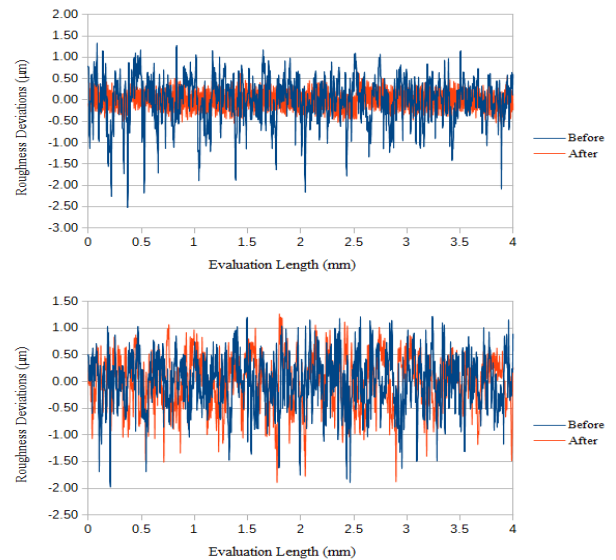 2.00
1.50
1.00
0.50
0.00
-0.50
-1.00
-1.50
-2.00
-2.50
-3.00
Roughness Deviations (µm)
0 0.5 1 1.5 2 2.5 3 3.5 4
Evaluation Length (mm)
Before
After
1.50
1.00
0.50
0.00
-0.50
-1.00
-1.50
-2.00
-2.50
Roughness Deviations (µm)
0 0.5 1 1.5 2 2.5 3 3.5 4
Evaluation Length (mm)
Before
After